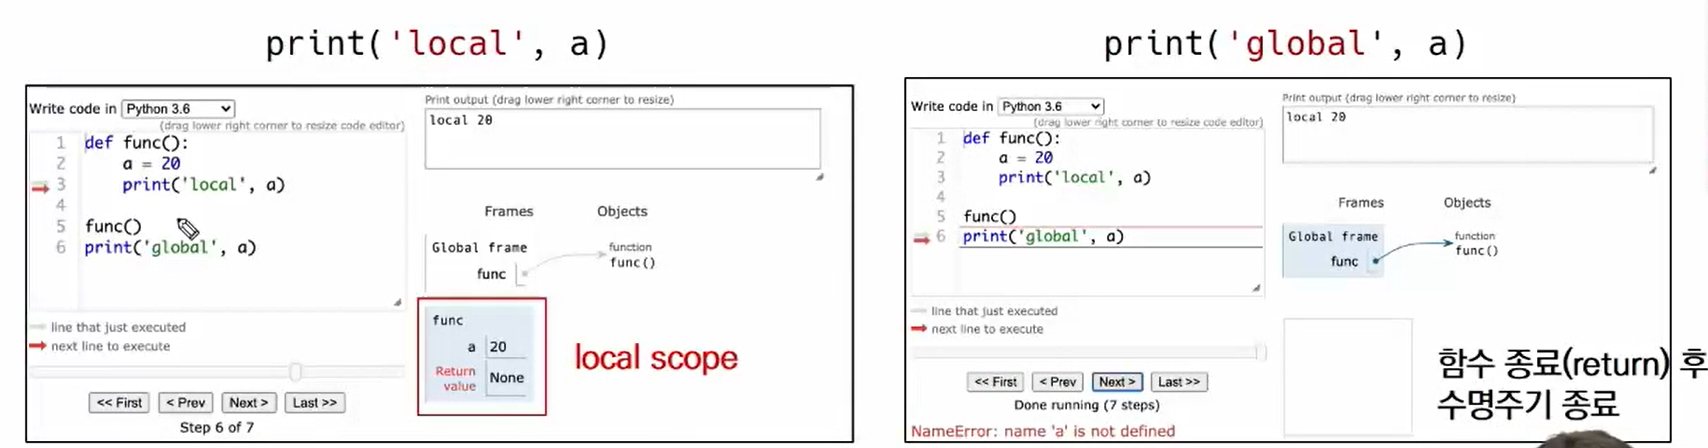 print('local', a)
Write code in Python 3.6
(drag lower right corner to resize code editor)
1 def func():
2 a = 20
3 print('local', a)
4
5 func()
6 print('global', a)
line that just executed
next line to execute
<< First < Prev Next > Last >>
Step 6 of 7
Print output (drag lower right corner to resize)
local 20
Frames Objects
Global frame
func
function
func()
func
a 20
Return
value
None
local scope
print('global', a)
Write code in Python 3.6
(drag lower right corner to resize code editor)
1 def func():
2 a = 20
3 print('local', a)
4
5 func()
6 print('global', a)
line that just executed
next line to execute
<< First < Prev Next > Last >>
Done running (7 steps)
NameError: name 'a' is not defined
Print output (drag lower right corner to resize)
local 20
Frames Objects
Global frame
func
function
func()
함수 종료(return) 후
수명주기 종료